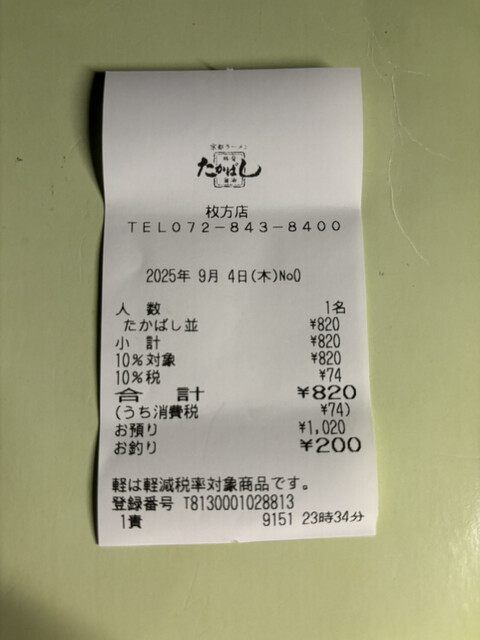 京都ラーメン
たかばし
枚方店
TEL072-843-8400
2025年 9月 4日(木)No0
人 数 1名
たかばし並 ¥820
小 計 ¥820
10%対象 ¥820
10%税 ¥74
合 計 ¥820
(うち消費税 ¥74)
お預り ¥1,020
お釣り ¥200
軽は軽減税率対象商品です。
登録番号 T8130001028813
1責 9151 23時34分